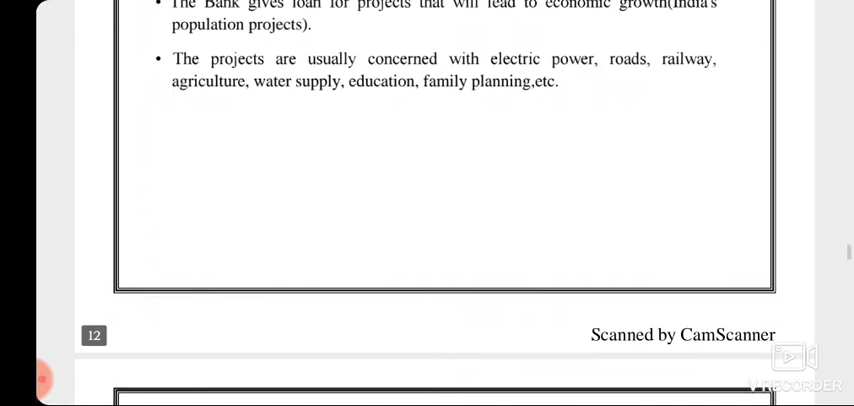 • The Bank gives loan for projects that will lead to economic growth(India's
population projects).
• The projects are usually concerned with electric power, roads, railway,
agriculture, water supply, education, family planning,etc.
12
Scanned by CamScanner
V RECORDER